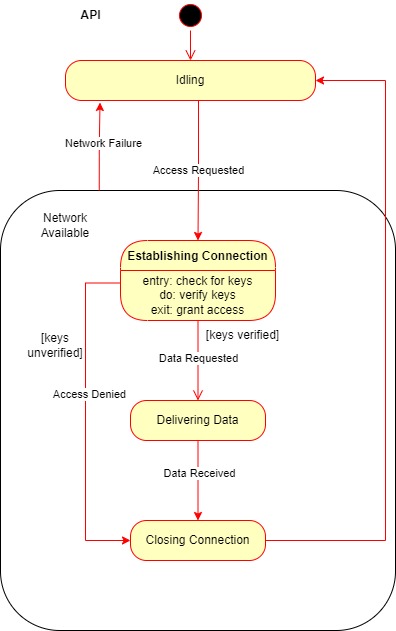 API
Idling
Network Failure
Access Requested
Network
Available
Establishing Connection
entry: check for keys
do: verify keys
exit: grant access
[keys
unverified]
[keys verified]
Data Requested
Access Denied
Delivering Data
Data Received
Closing Connection